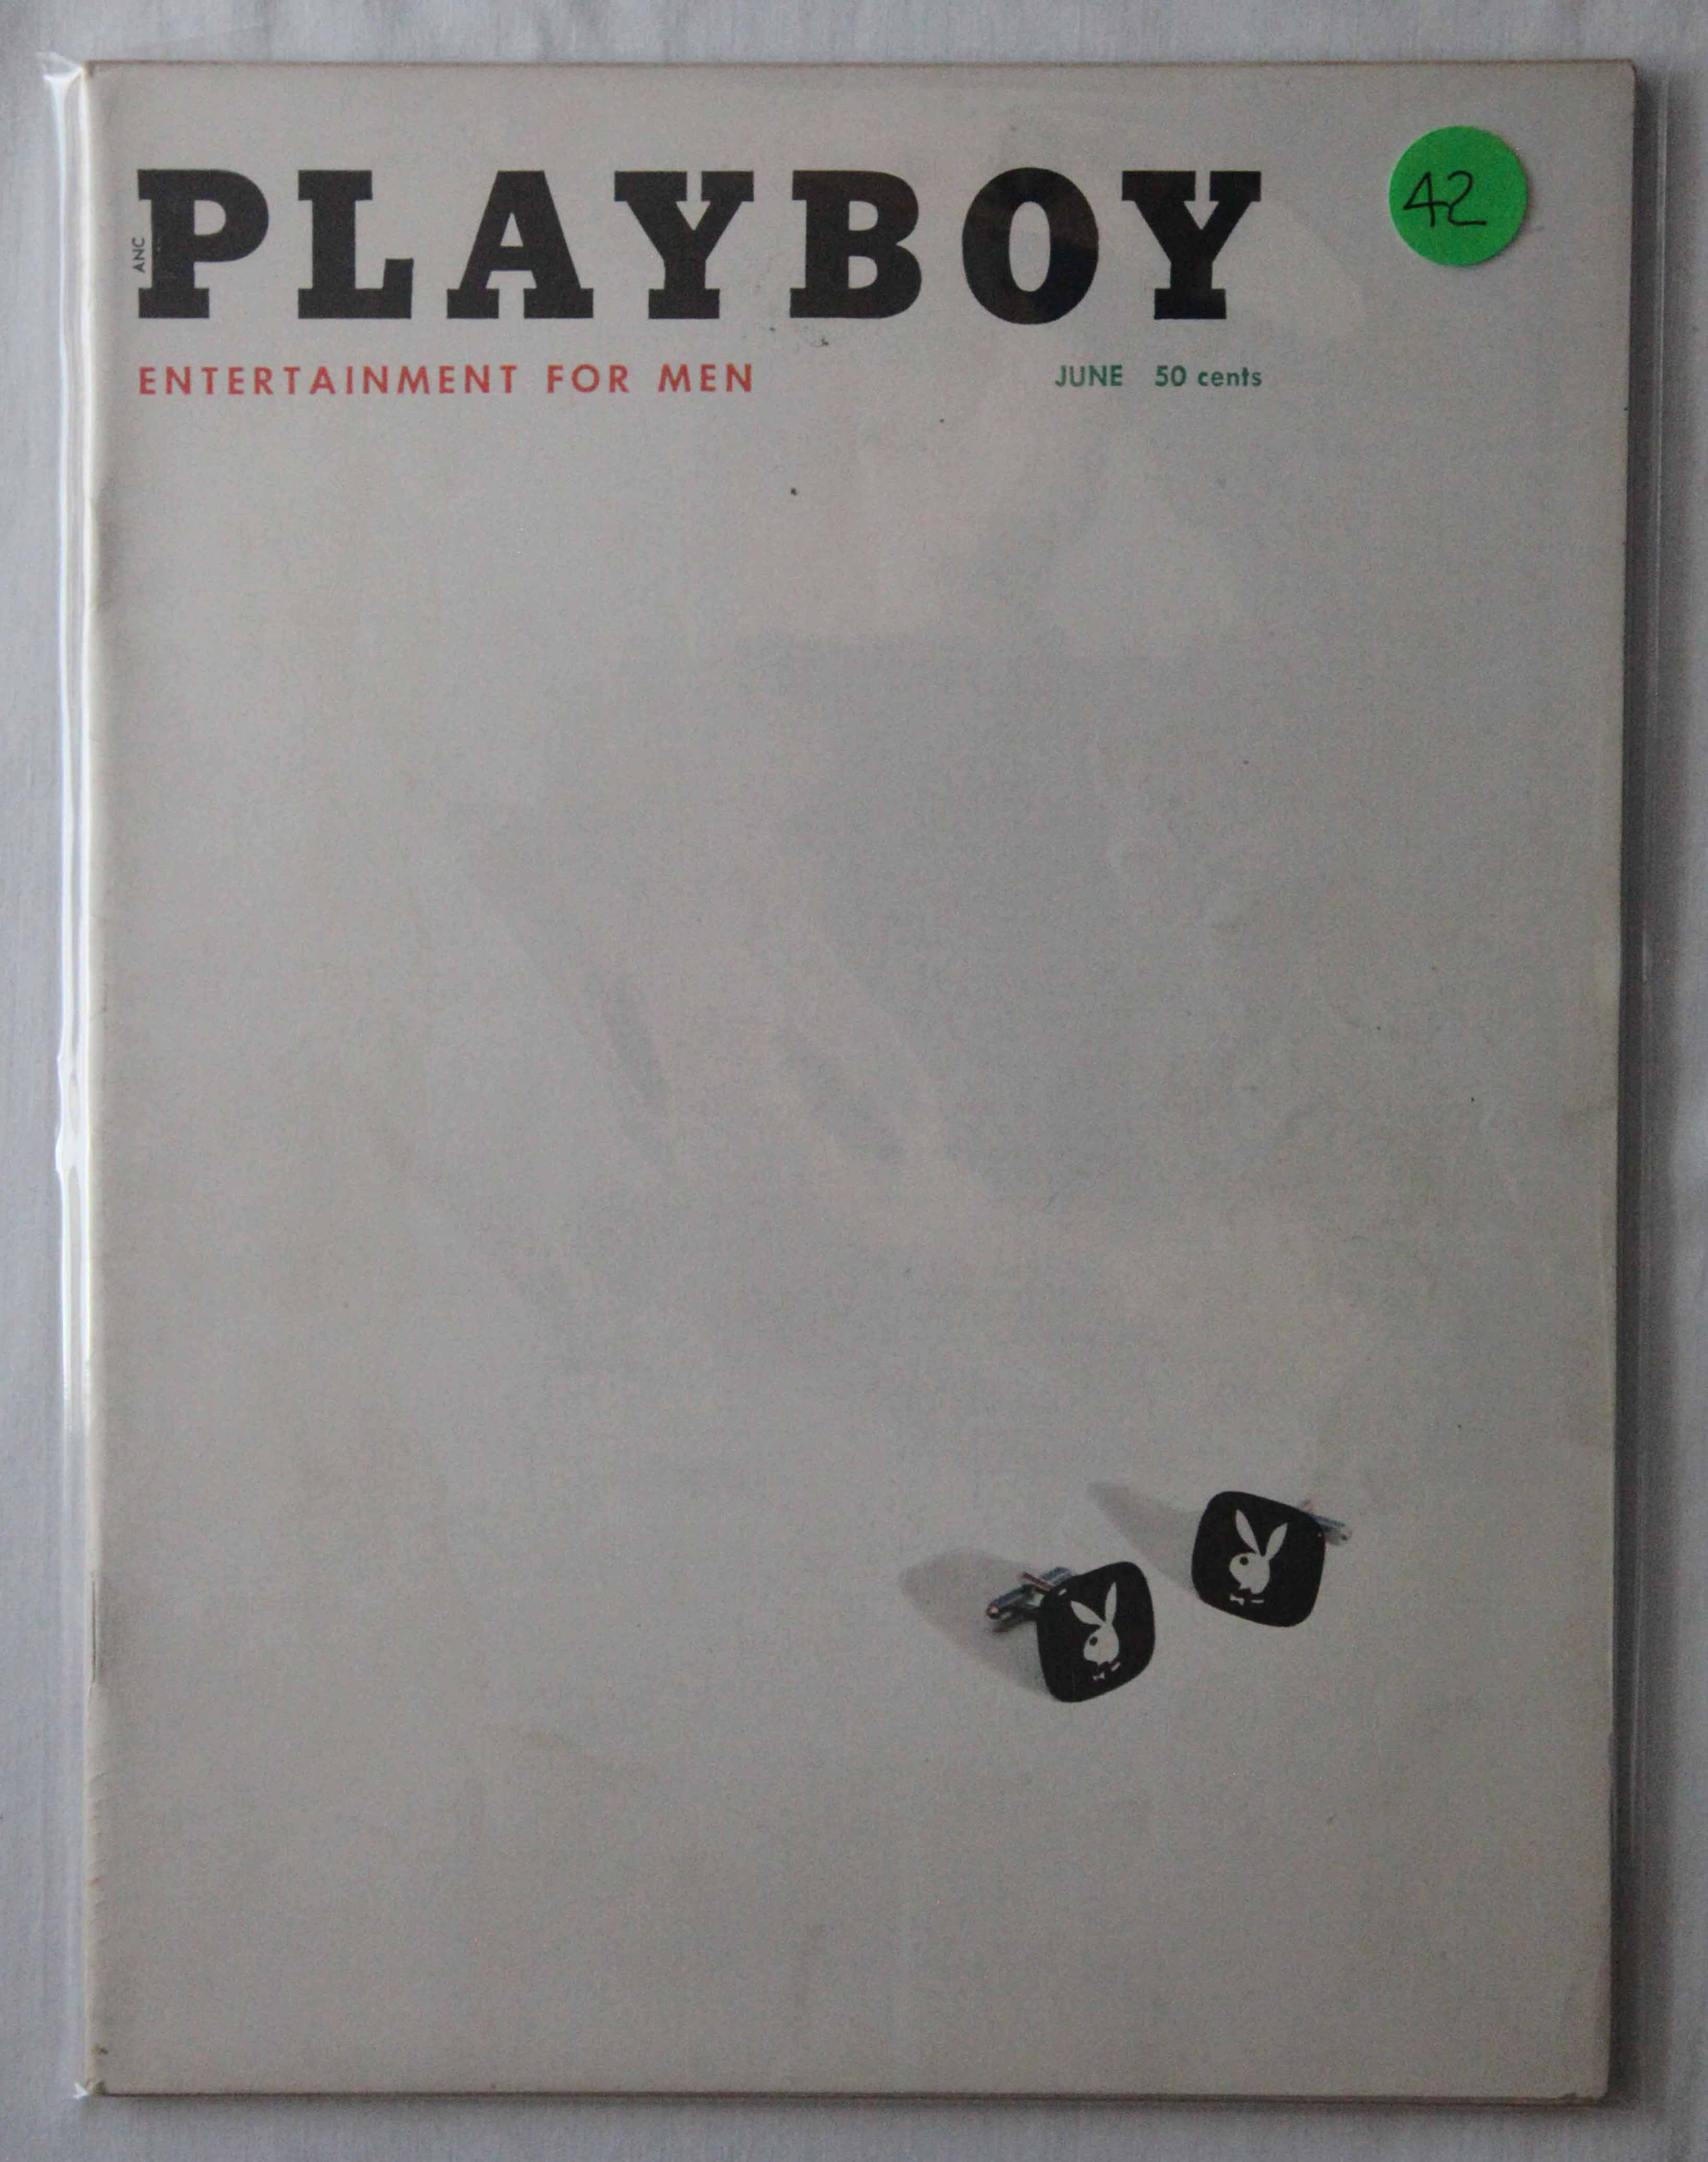 PLAYBOY
ANC
42
ENTERTAINMENT FOR MEN
JUNE 50 cents